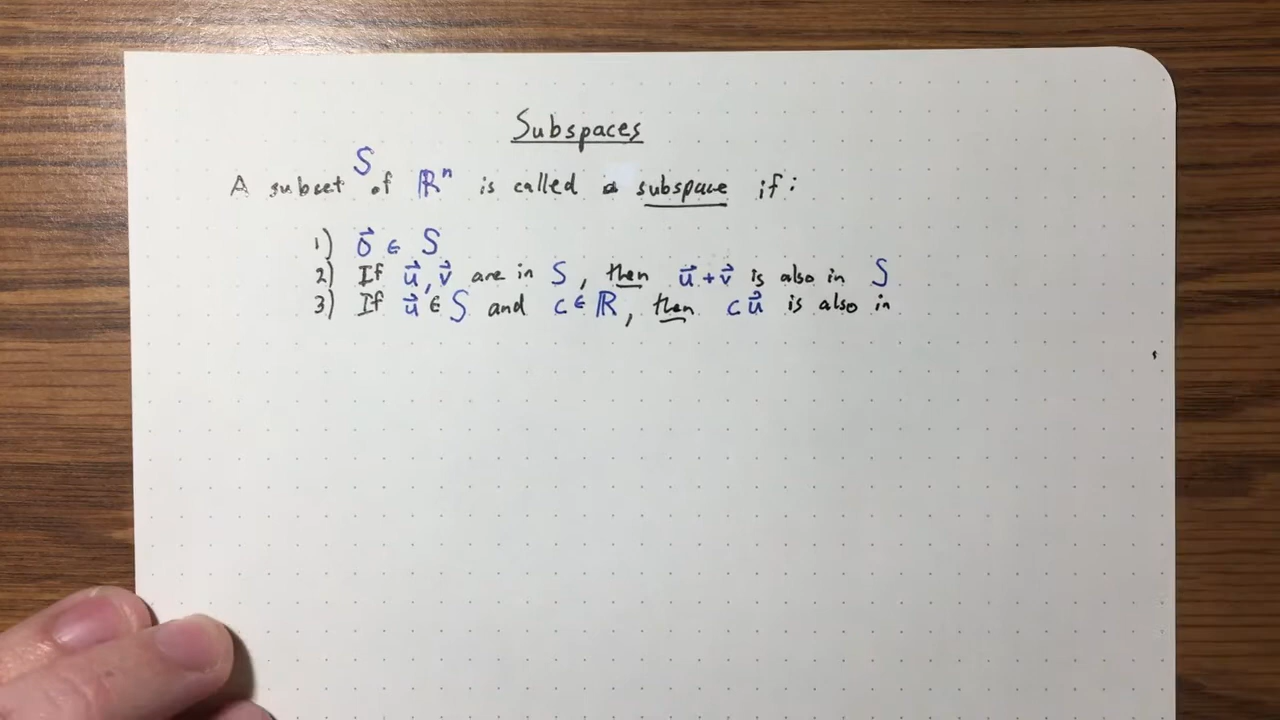 Subspaces
A subset S of ℝⁿ is called a subspace if:
1) 0⃗ ∈ S
2) If u⃗, v⃗ are in S, then u⃗ + v⃗ is also in S
3) If u⃗ ∈ S and c ∈ ℝ, then c u⃗ is also in